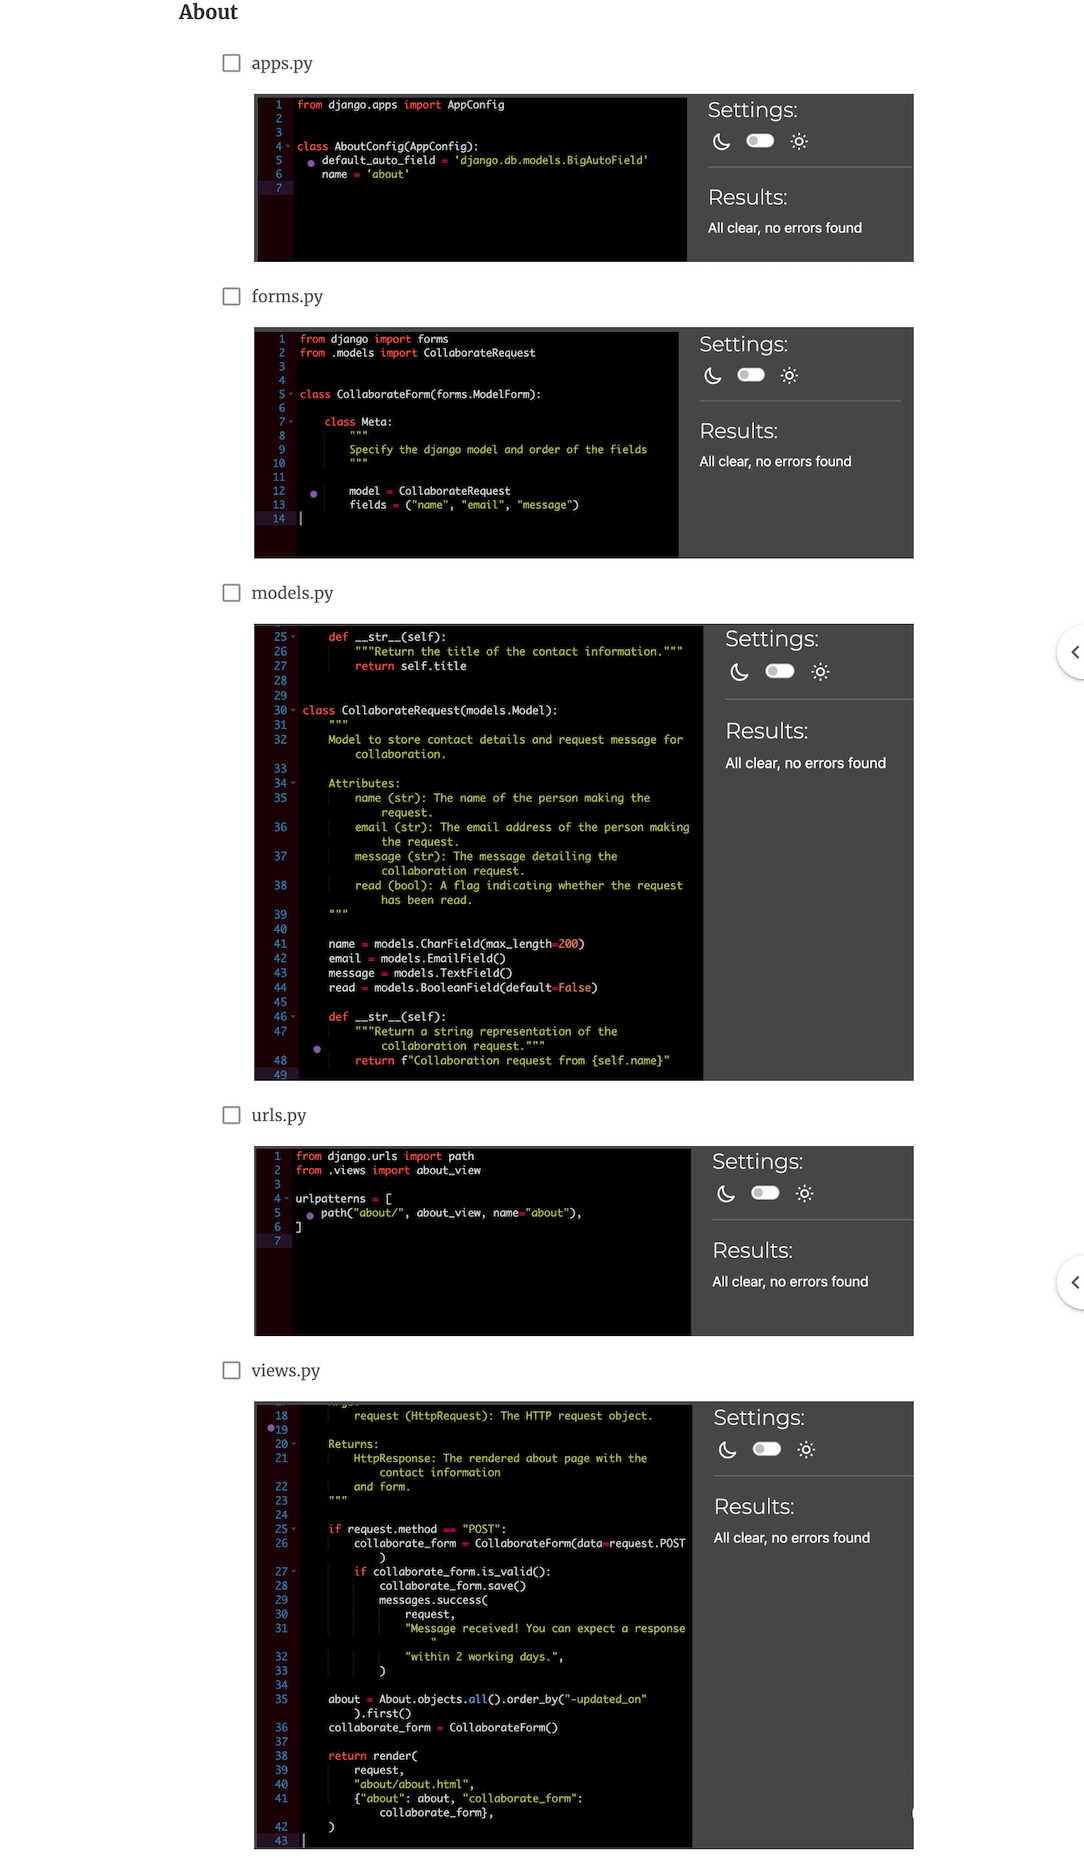 About
apps.py
1 from django.apps import AppConfig
2
3
4 class AboutConfig(AppConfig):
5 default_auto_field = 'django.db.models.BigAutoField'
6 name = 'about'
7
Settings:
Results:
All clear, no errors found
forms.py
1 from django import forms
2 from .models import CollaborateRequest
3
4
5 class CollaborateForm(forms.ModelForm):
6
7 class Meta:
8 """
9 Specify the django model and order of the fields
10 """
11
12 model = CollaborateRequest
13 fields = ("name", "email", "message")
14
Settings:
Results:
All clear, no errors found
models.py
25 def __str__(self):
26 """Return the title of the contact information."""
27 return self.title
28
29
30 class CollaborateRequest(models.Model):
31 """
32 Model to store contact details and request message for
collaboration.
33
34 Attributes:
35 name (str): The name of the person making the
request.
36 email (str): The email address of the person making
the request.
37 message (str): The message detailing the
collaboration request.
38 read (bool): A flag indicating whether the request
has been read.
39 """
40
41 name = models.CharField(max_length=200)
42 email = models.EmailField()
43 message = models.TextField()
44 read = models.BooleanField(default=False)
45
46 def __str__(self):
47 """Return a string representation of the
collaboration request."""
48 return f"Collaboration request from {self.name}"
49
Settings:
Results:
All clear, no errors found
urls.py
1 from django.urls import path
2 from .views import about_view
3
4 urlpatterns = [
5 path("about/", about_view, name="about"),
6 ]
7
Settings:
Results:
All clear, no errors found
views.py
18 request (HttpRequest): The HTTP request object.
19
20 Returns:
21 HttpResponse: The rendered about page with the
contact information
22 and form.
23 """
24
25 if request.method == "POST":
26 collaborate_form = CollaborateForm(data=request.POST
)
27 if collaborate_form.is_valid():
28 collaborate_form.save()
29 messages.success(
30 request,
31 "Message received! You can expect a response
"
32 "within 2 working days.",
33 )
34
35 about = About.objects.all().order_by("-updated_on"
).first()
36 collaborate_form = CollaborateForm()
37
38 return render(
39 request,
40 "about/about.html",
41 {"about": about, "collaborate_form":
collaborate_form},
42 )
43
Settings:
Results:
All clear, no errors found